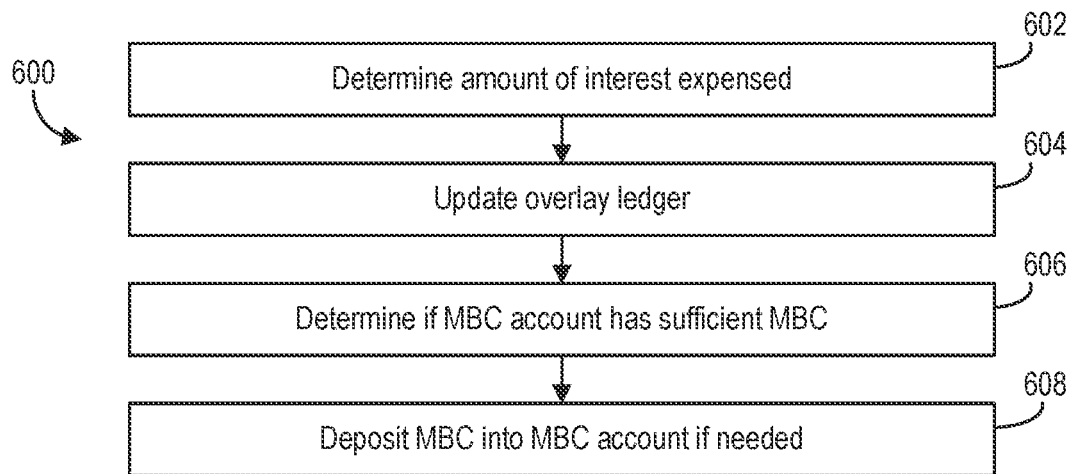 602
600
Determine amount of interest expensed
604
Update overlay ledger
606
Determine if MBC account has sufficient MBC
608
Deposit MBC into MBC account if needed